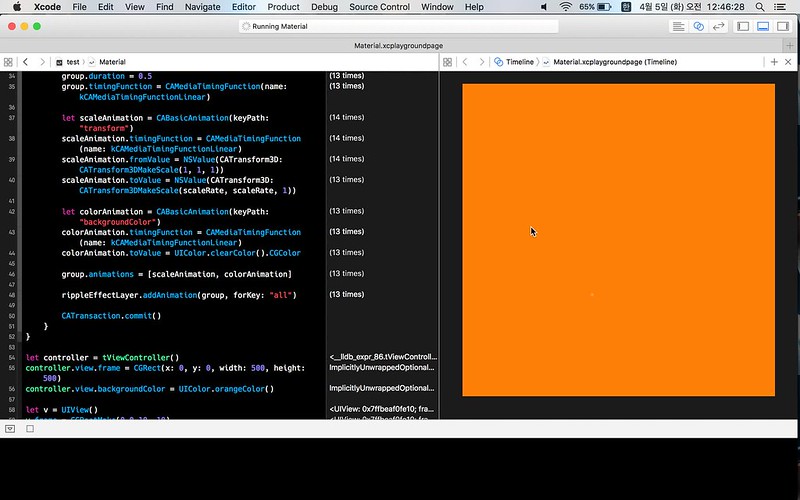 Xcode File Edit View Find Navigate Editor Product Debug Source Control Window Help 65% 한 4월 5일 (화) 오전 12:46:28
Running Material
Material.xcplaygroundpage
test Material
Timeline Material.xcplaygroundpage (Timeline)
34 group.duration = 0.5 (13 times)
35 group.timingFunction = CAMediaTimingFunction(name: (13 times)
kCAMediaTimingFunctionLinear)
36
37 let scaleAnimation = CABasicAnimation(keyPath: (14 times)
"transform")
38 scaleAnimation.timingFunction = CAMediaTimingFunction (14 times)
(name: kCAMediaTimingFunctionLinear)
39 scaleAnimation.fromValue = NSValue(CATransform3D: (14 times)
CATransform3DMakeScale(1, 1, 1))
40 scaleAnimation.toValue = NSValue(CATransform3D: (13 times)
CATransform3DMakeScale(scaleRate, scaleRate, 1))
41
42 let colorAnimation = CABasicAnimation(keyPath: (13 times)
"backgroundColor")
43 colorAnimation.timingFunction = CAMediaTimingFunction (13 times)
(name: kCAMediaTimingFunctionLinear)
44 colorAnimation.toValue = UIColor.clearColor().CGColor (13 times)
45
46 group.animations = [scaleAnimation, colorAnimation] (13 times)
47
48 rippleEffectLayer.addAnimation(group, forKey: "all") (13 times)
49
50 CATransaction.commit()
51 }
52 }
53
54 let controller = tViewController() <__lldb_expr_86.tViewControll...
55 controller.view.frame = CGRect(x: 0, y: 0, width: 500, height: ImplicitlyUnwrappedOptional...
500)
56 controller.view.backgroundColor = UIColor.orangeColor() ImplicitlyUnwrappedOptional...
57
58 let v = UIView() <UIView: 0x7ffbeaf0fe10; fra...